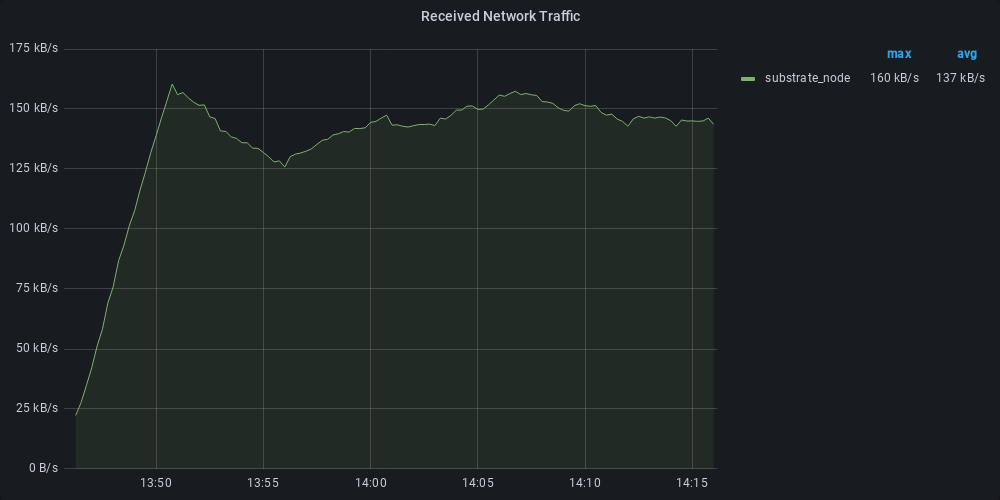 Received Network Traffic
175 kB/s
150 kB/s
125 kB/s
100 kB/s
75 kB/s
50 kB/s
25 kB/s
0 B/s
13:50 13:55 14:00 14:05 14:10 14:15
max avg
substrate_node 160 kB/s 137 kB/s